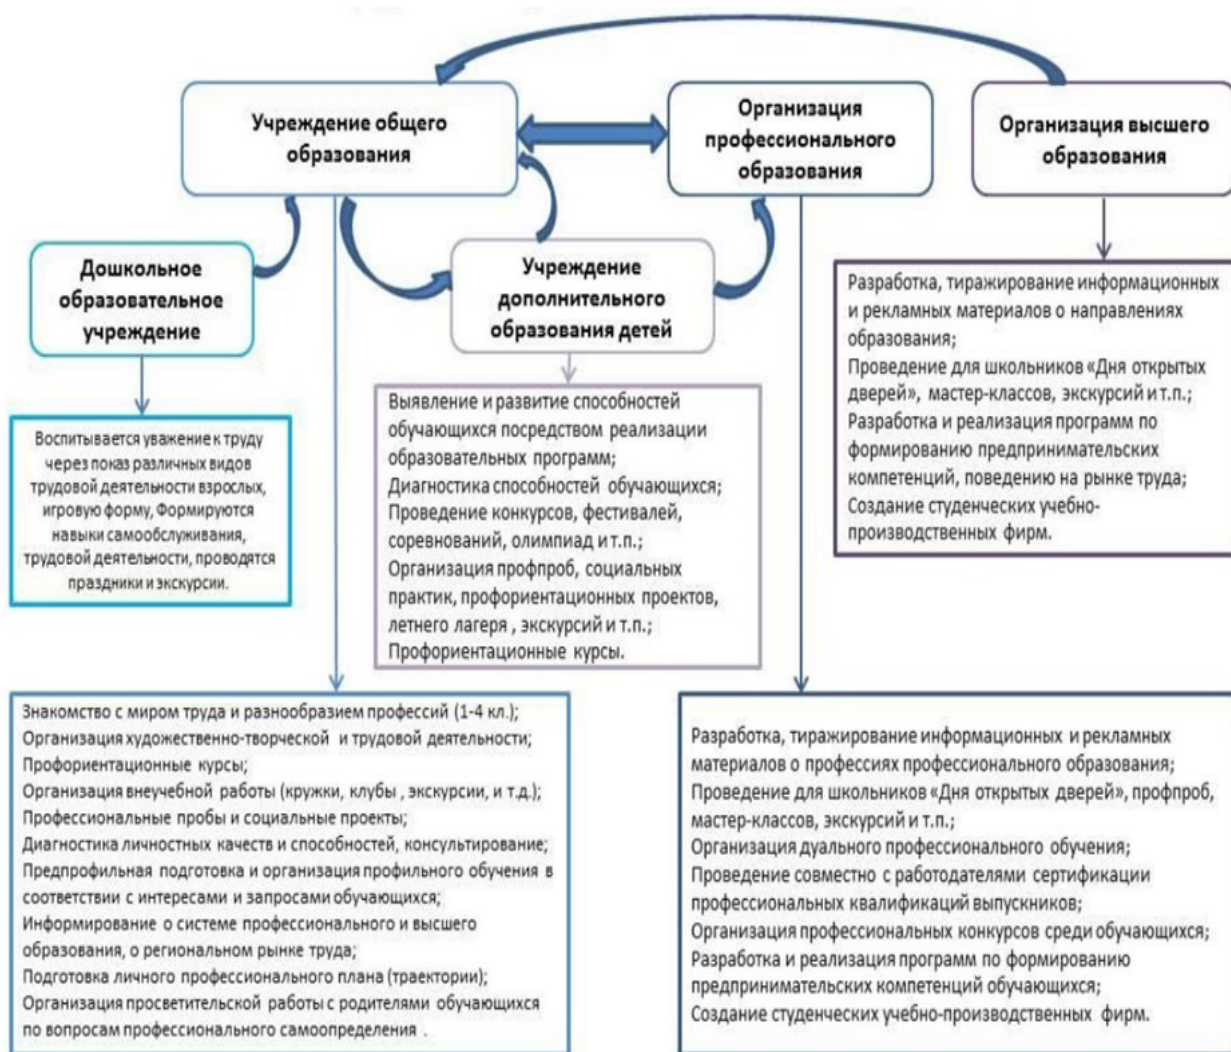 Учреждение общего
образования
Организация
профессионального
образования
Организация высшего
образования
Дошкольное
образовательное
учреждение
Учреждение
дополнительного
образования детей
Разработка, тиражирование информационных
и рекламных материалов о направлениях
образования;
Проведение для школьников «Дня открытых
дверей», мастер-классов, экскурсий и т.п.;
Разработка и реализация программ по
формированию предпринимательских
компетенций, поведению на рынке труда;
Создание студенческих учебно-
производственных фирм.
Воспитывается уважение к труду
через показ различных видов
трудовой деятельности взрослых,
игровую форму, Формируются
навыки самообслуживания,
трудовой деятельности, проводятся
праздники и экскурсии.
Выявление и развитие способностей
обучающихся посредством реализации
образовательных программ;
Диагностика способностей обучающихся;
Проведение конкурсов, фестивалей,
соревнований, олимпиад и т.п.;
Организация профпроб, социальных
практик, профориентационных проектов,
летнего лагеря , экскурсий и т.п.;
Профориентационные курсы.
Знакомство с миром труда и разнообразием профессий (1-4 кл.);
Организация художественно-творческой и трудовой деятельности;
Профориентационные курсы;
Организация внеучебной работы (кружки, клубы , экскурсии, и т.д.);
Профессиональные пробы и социальные проекты;
Диагностика личностных качеств и способностей, консультирование;
Предпрофильная подготовка и организация профильного обучения в
соответствии с интересами и запросами обучающихся;
Информирование о системе профессионального и высшего
образования, о региональном рынке труда;
Подготовка личного профессионального плана (траектории);
Организация просветительской работы с родителями обучающихся
по вопросам профессионального самоопределения .
Разработка, тиражирование информационных и рекламных
материалов о профессиях профессионального образования;
Проведение для школьников «Дня открытых дверей», профпроб,
мастер-классов, экскурсий и т.п.;
Организация дуального профессионального обучения;
Проведение совместно с работодателями сертификации
профессиональных квалификаций выпускников;
Организация профессиональных конкурсов среди обучающихся;
Разработка и реализация программ по формированию
предпринимательских компетенций обучающихся;
Создание студенческих учебно-производственных фирм.